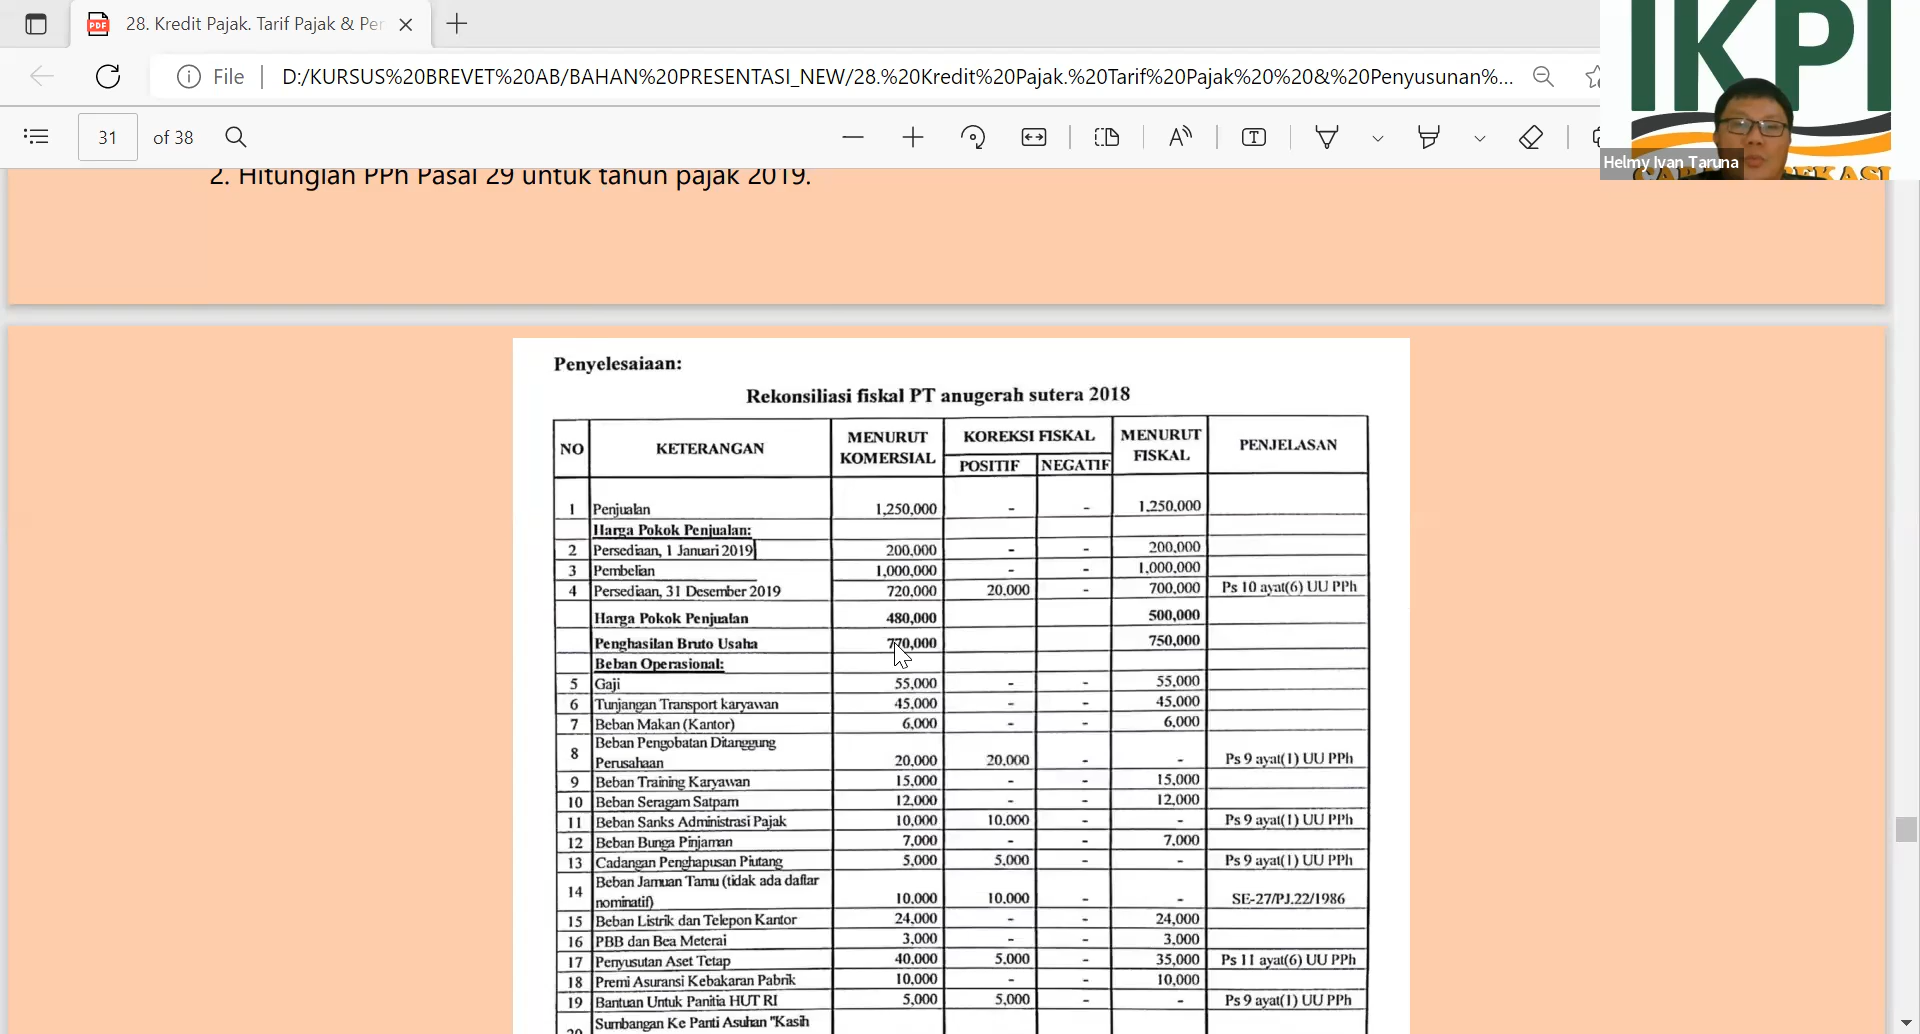 28. Kredit Pajak. Tarif Pajak & Per
File
D:/KURSUS%20BREVET%20AB/BAHAN%20PRESENTASI_NEW/28.%20Kredit%20Pajak.%20Tarif%20Pajak%20%20&%20Penyusunan%...
31 of 38
IKPI
Helmy Ivan Taruna
2. Hitunglah PPh Pasal 29 untuk tahun pajak 2019.
Penyelesaiaan:
Rekonsiliasi fiskal PT anugerah sutera 2018
NO KETERANGAN MENURUT KOMERSIAL KOREKSI FISKAL POSITIF NEGATIF MENURUT FISKAL PENJELASAN
1 Penjualan 1,250,000 - - 1,250,000
Harga Pokok Penjualan:
2 Persediaan, 1 Januari 2019 200,000 - - 200,000
3 Pembelian 1,000,000 - - 1,000,000
4 Persediaan, 31 Desember 2019 720,000 20,000 - 700,000 Ps 10 ayat(6) UU PPh
Harga Pokok Penjualan 480,000 500,000
Penghasilan Bruto Usaha 770,000 750,000
Beban Operasional:
5 Gaji 55,000 - - 55,000
6 Tunjangan Transport karyawan 45,000 - - 45,000
7 Beban Makan (Kantor) 6,000 - - 6,000
8 Beban Pengobatan Ditanggung
Perusahaan 20,000 20,000 - - Ps 9 ayat(1) UU PPh
9 Beban Training Karyawan 15,000 - - 15,000
10 Beban Seragam Satpam 12,000 - - 12,000
11 Beban Sanks Administrasi Pajak 10,000 10,000 - - Ps 9 ayat(1) UU PPh
12 Beban Bunga Pinjaman 7,000 - - 7,000
13 Cadangan Penghapusan Piutang 5,000 5,000 - - Ps 9 ayat(1) UU PPh
14 Beban Jamuan Tamu (tidak ada daftar
nominatif) 10,000 10,000 - - SE-27/PJ.22/1986
15 Beban Listrik dan Telepon Kantor 24,000 - - 24,000
16 PBB dan Bea Meterai 3,000 - - 3,000
17 Penyusutan Aset Tetap 40,000 5,000 - 35,000 Ps 11 ayat(6) UU PPh
18 Premi Asuransi Kebakaran Pabrik 10,000 - - 10,000
19 Bantuan Untuk Panitia HUT RI 5,000 5,000 - - Ps 9 ayat(1) UU PPh
20 Sumbangan Ke Panti Asuhan "Kasih